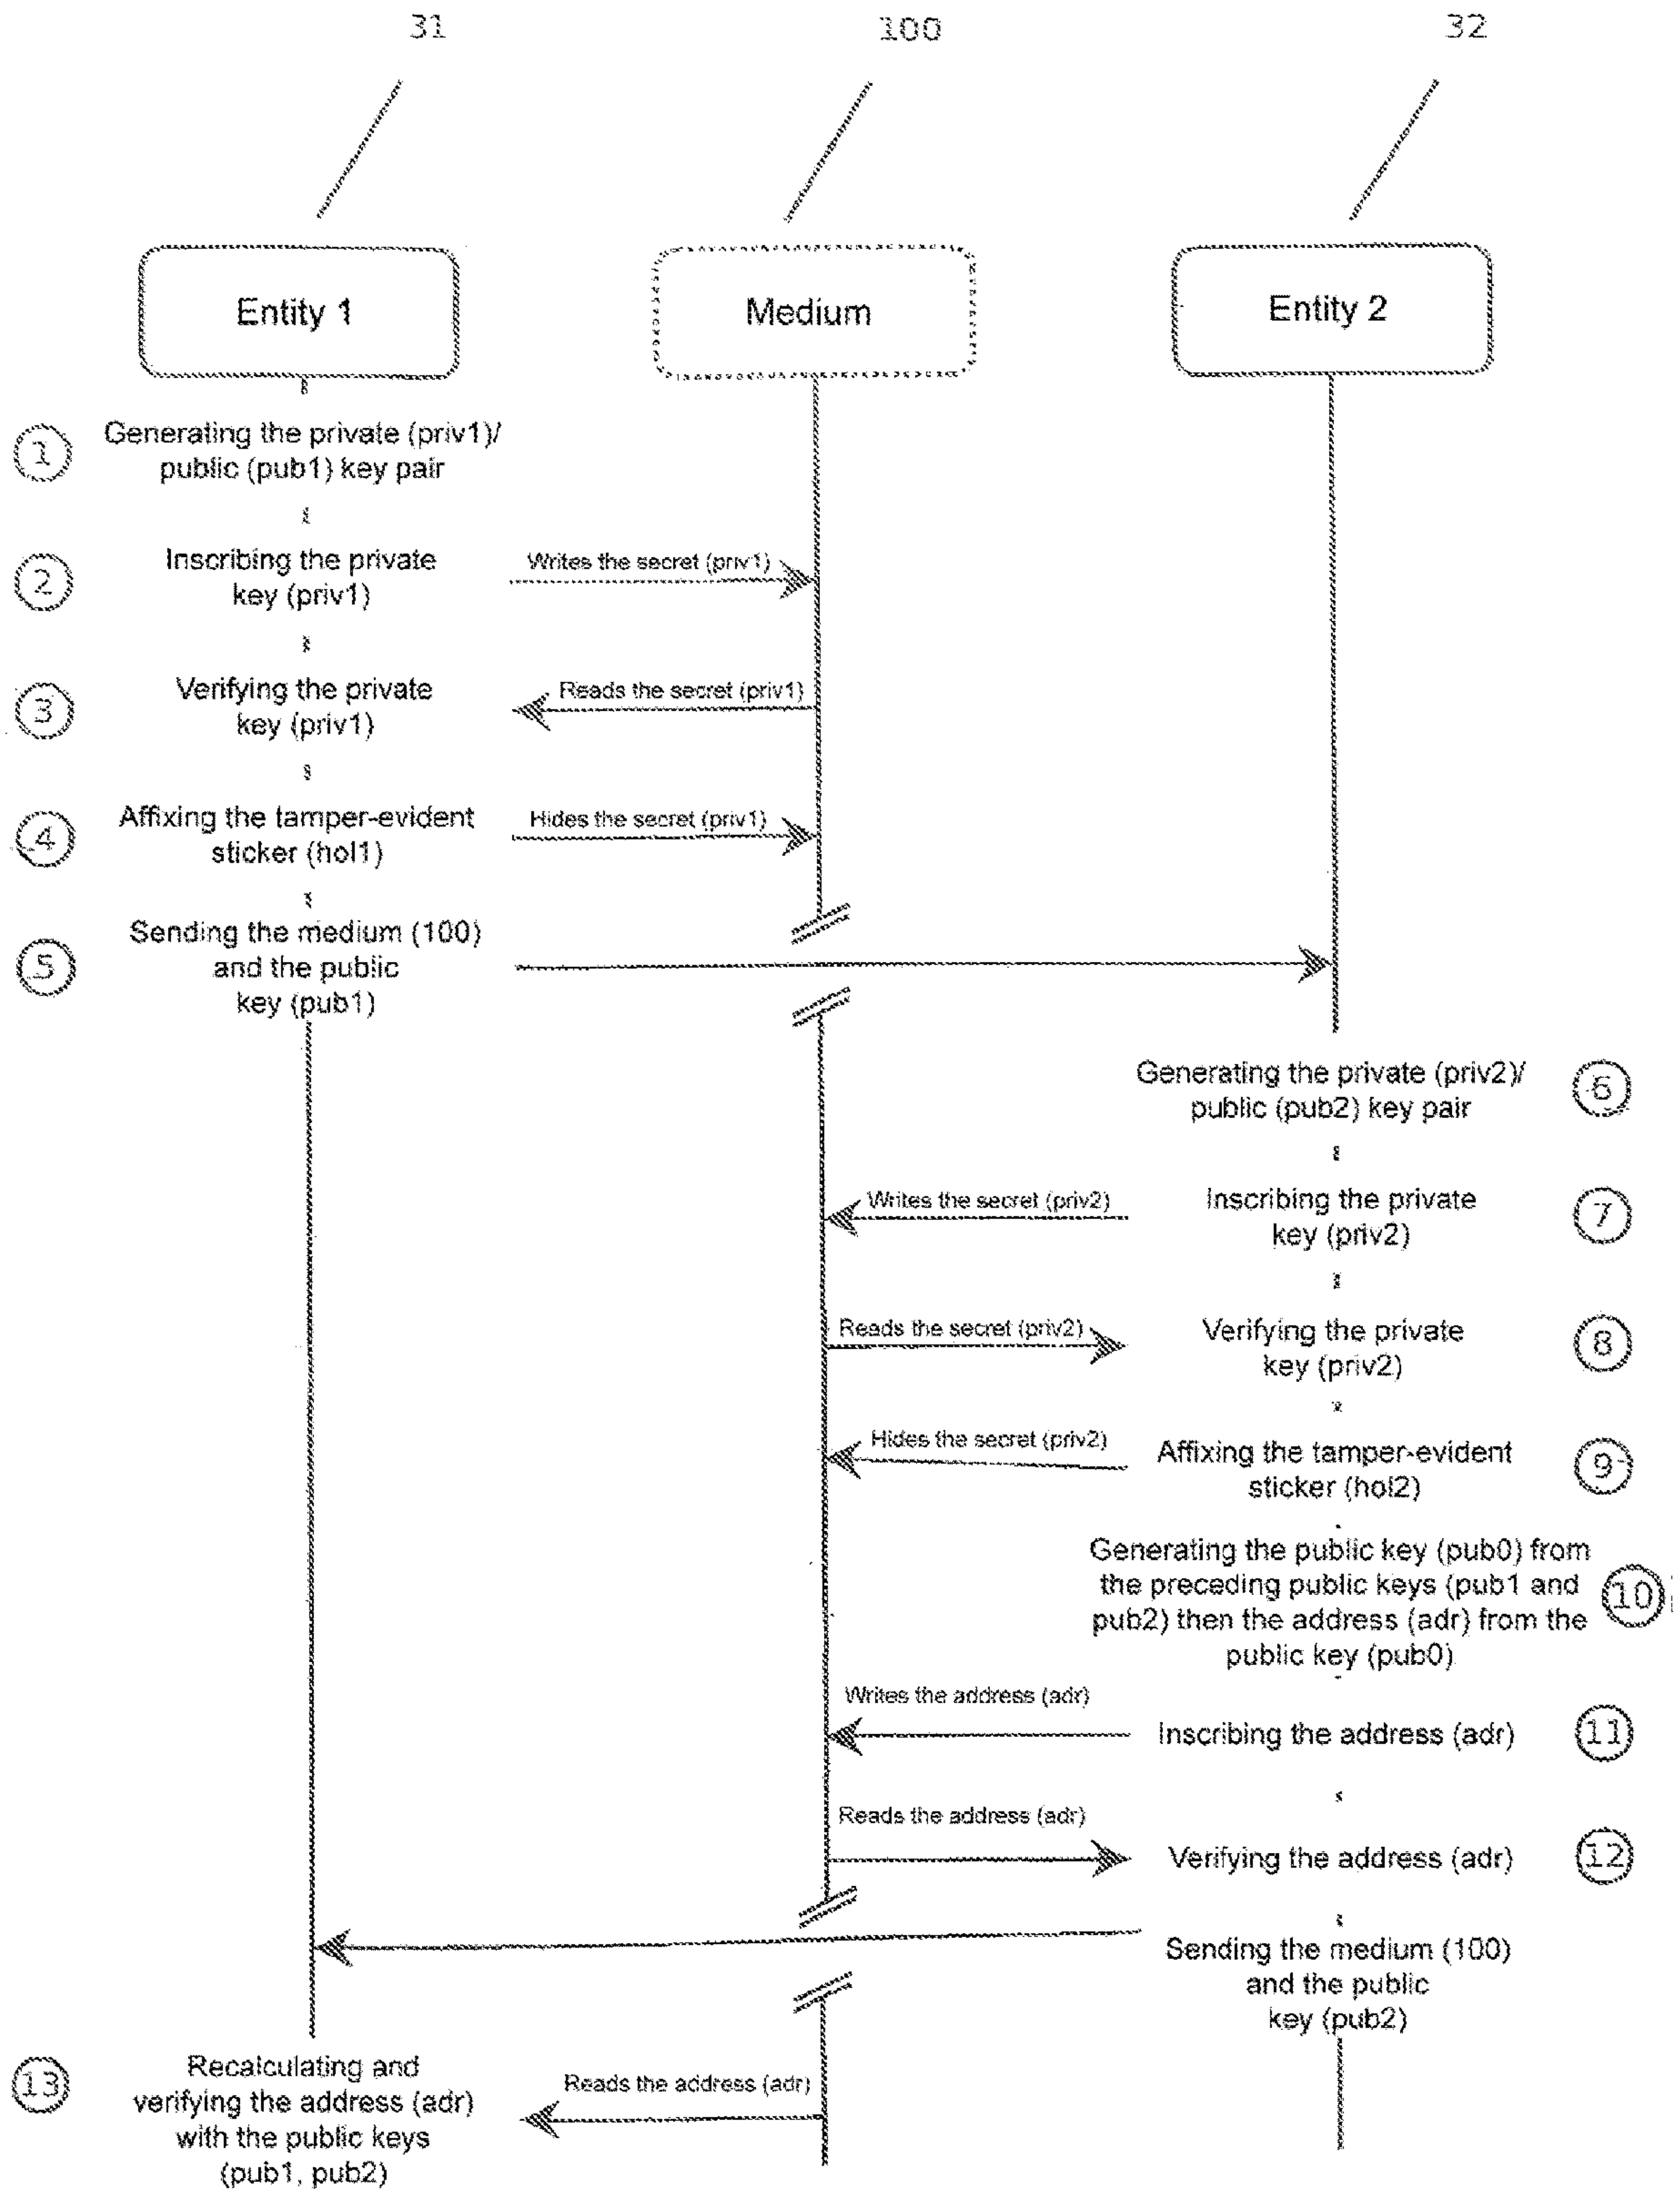 31
100
32
Entity 1
Medium
Entity 2
1
Generating the private (priv1)/
public (pub1) key pair
2
Inscribing the private
key (priv1)
Writes the secret (priv1)
3
Verifying the private
key (priv1)
Reads the secret (priv1)
4
Affixing the tamper-evident
sticker (hol1)
Hides the secret (priv1)
5
Sending the medium (100)
and the public
key (pub1)
Generating the private (priv2)/
public (pub2) key pair
6
Writes the secret (priv2)
Inscribing the private
key (priv2)
7
Reads the secret (priv2)
Verifying the private
key (priv2)
8
Hides the secret (priv2)
Affixing the tamper-evident
sticker (hol2)
9
Generating the public key (pub0) from
the preceding public keys (pub1 and
pub2) then the address (adr) from the
public key (pub0)
10
Writes the address (adr)
Inscribing the address (adr)
11
Reads the address (adr)
Verifying the address (adr)
12
Sending the medium (100)
and the public
key (pub2)
13
Recalculating and
verifying the address (adr)
with the public keys
(pub1, pub2)
Reads the address (adr)